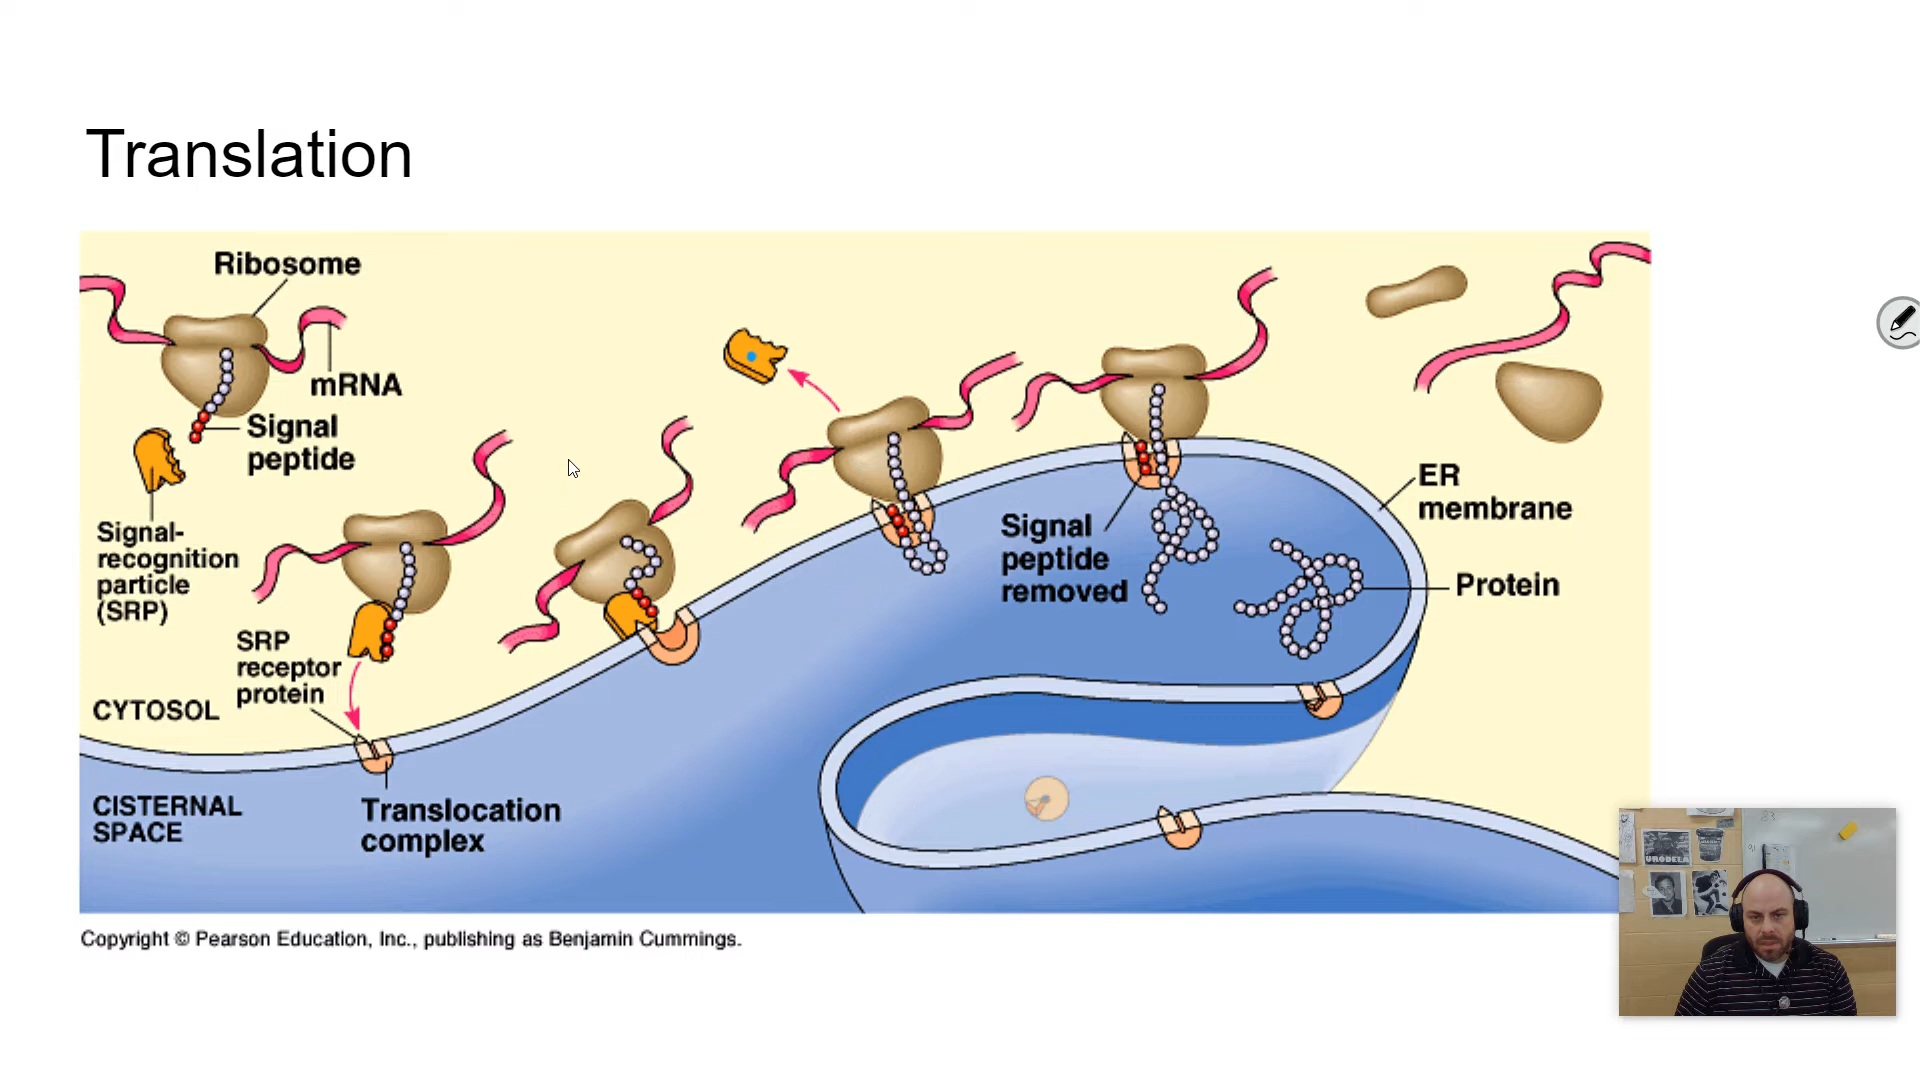 Translation
Ribosome
mRNA
Signal
peptide
Signal-
recognition
particle
(SRP)
SRP
receptor
protein
CYTOSOL
CISTERNAL
SPACE
Translocation
complex
Signal
peptide
removed
ER
membrane
Protein
Copyright © Pearson Education, Inc., publishing as Benjamin Cummings.
URODELA